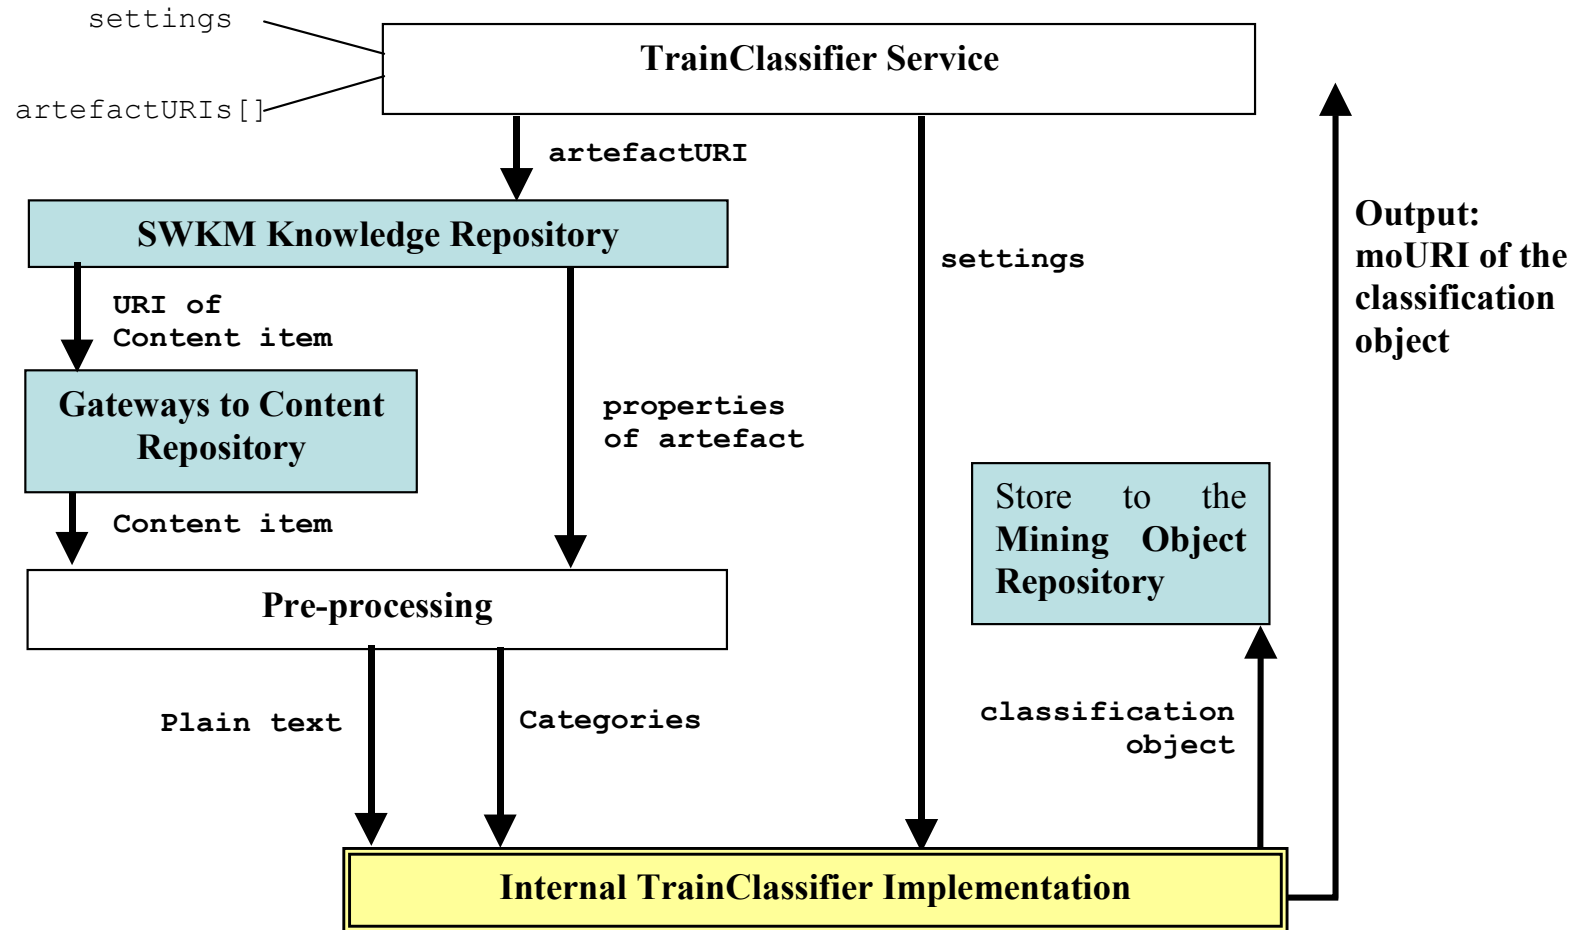 settings
TrainClassifier Service
artefactURIs[]
artefactURI
SWKM Knowledge Repository
settings
Output:
moURI of the
classification
object
URI of
Content item
Gateways to Content
Repository
properties
of artefact
Store to the
Mining Object
Repository
Content item
Pre-processing
Plain text
Categories
classification
object
Internal TrainClassifier Implementation